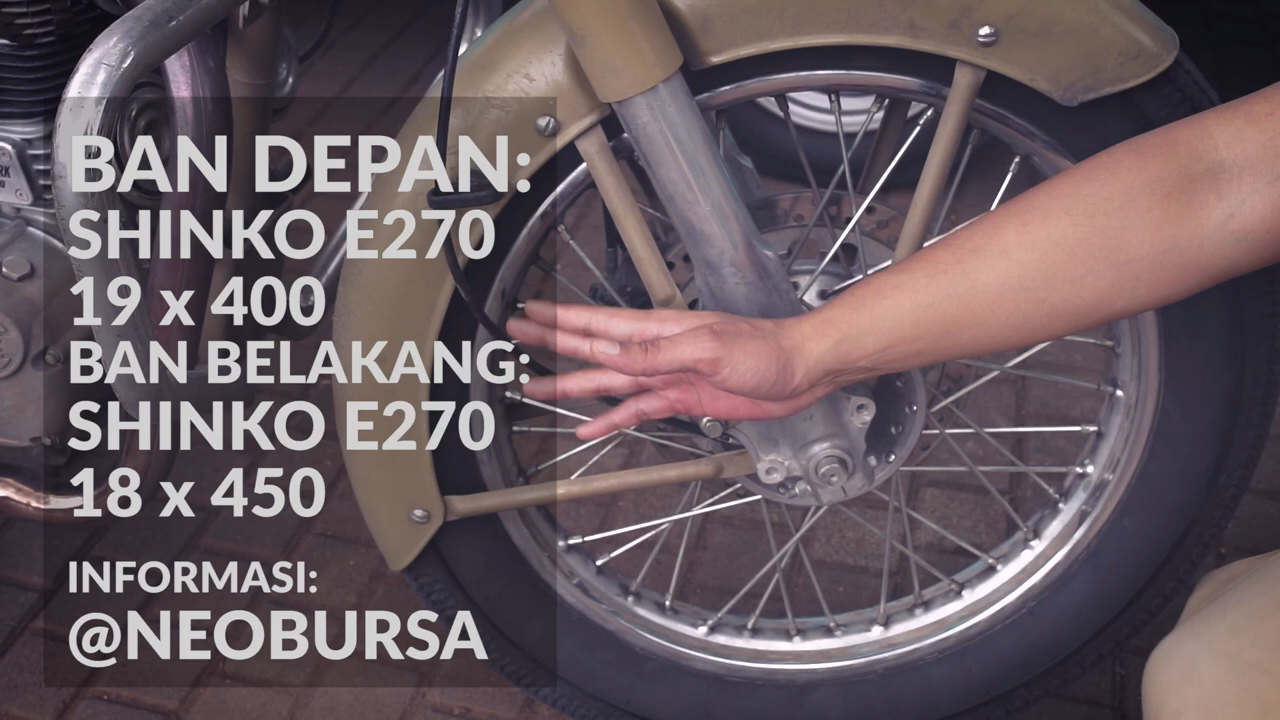 BAN DEPAN:
SHINKO E270
19 x 400
BAN BELAKANG:
SHINKO E270
18 x 450
INFORMASI:
@NEOBURSA